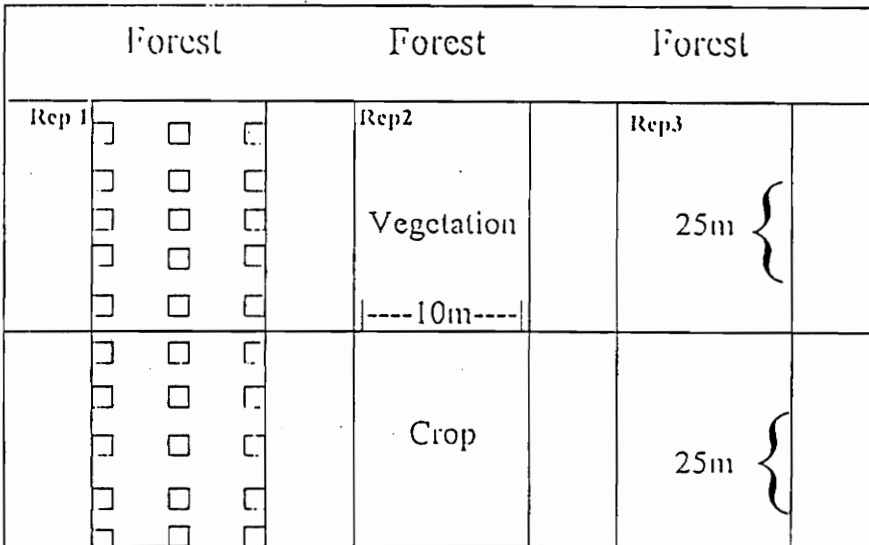 Forest Forest Forest
Rep 1 Rep2 Rep3
Vegetation 25m
|----10m----|
Crop
25m